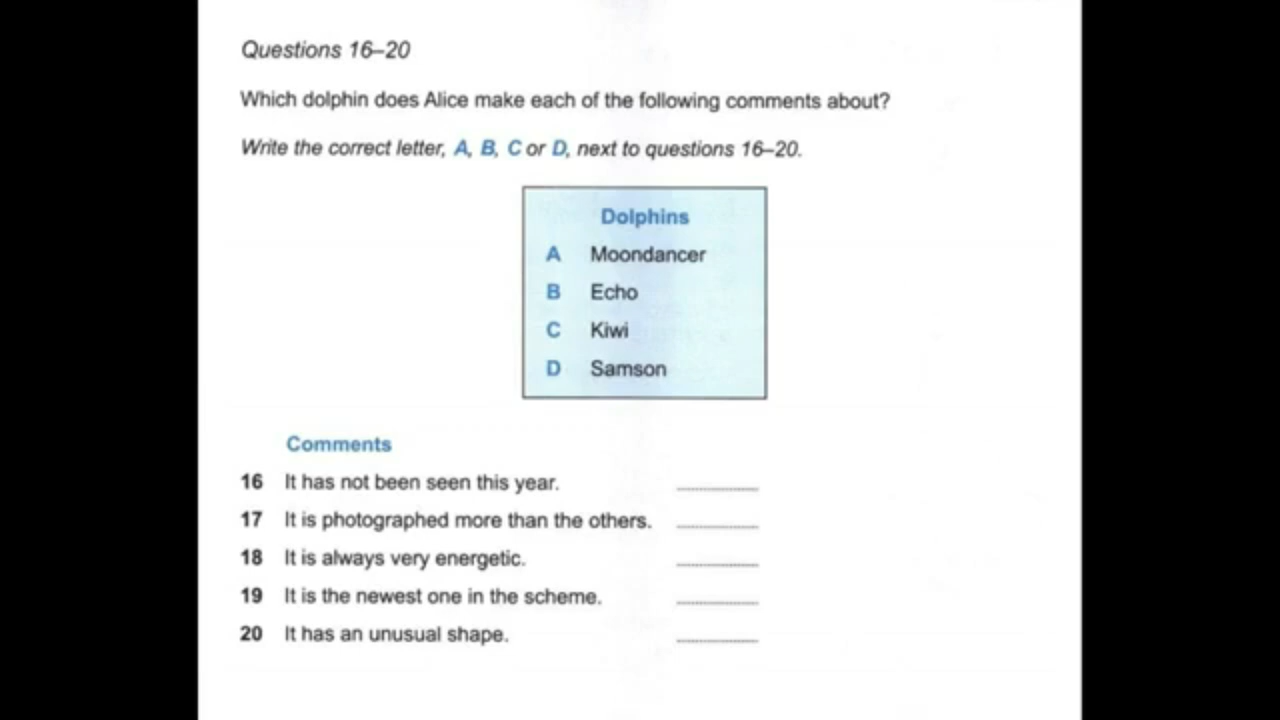 Questions 16–20
Which dolphin does Alice make each of the following comments about?
Write the correct letter, A, B, C or D, next to questions 16–20.
Dolphins
A Moondancer
B Echo
C Kiwi
D Samson
Comments
16 It has not been seen this year.
17 It is photographed more than the others.
18 It is always very energetic.
19 It is the newest one in the scheme.
20 It has an unusual shape.